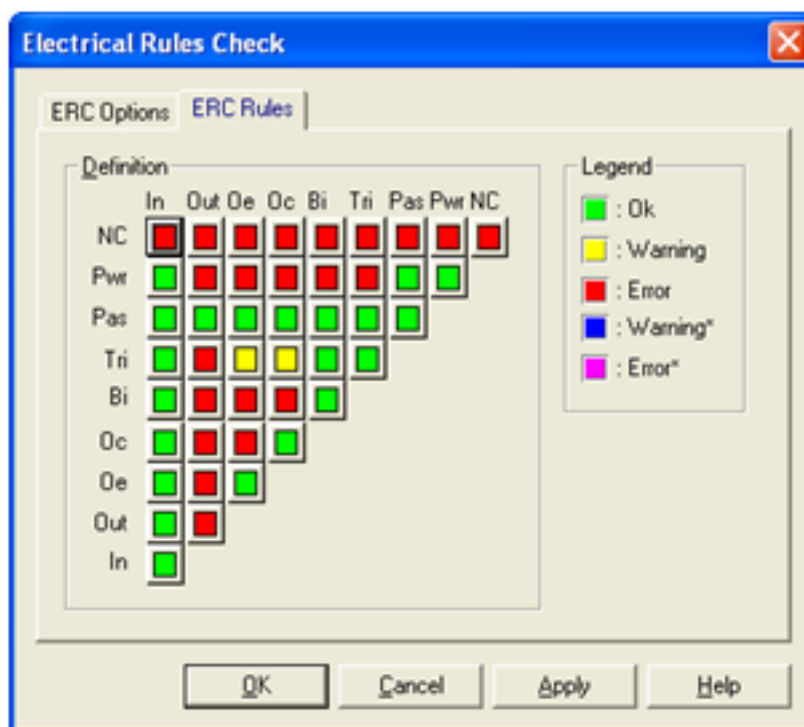 Electrical Rules Check
ERC Options ERC Rules
Definition
In Out Oe Oc Bi Tri Pas Pwr NC
NC
Pwr
Pas
Tri
Bi
Oc
Oe
Out
In
Legend
: Ok
: Warning
: Error
: Warning*
: Error*
OK Cancel Apply Help